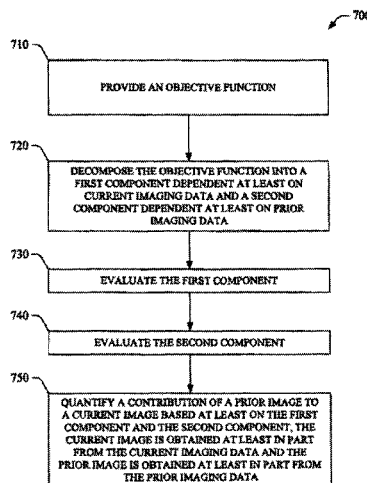 700
710
PROVIDE AN OBJECTIVE FUNCTION
720
DECOMPOSE THE OBJECTIVE FUNCTION INTO A
FIRST COMPONENT DEPENDENT AT LEAST ON
CURRENT IMAGING DATA AND A SECOND
COMPONENT DEPENDENT AT LEAST ON PRIOR
IMAGING DATA
730
EVALUATE THE FIRST COMPONENT
740
EVALUATE THE SECOND COMPONENT
750
QUANTIFY A CONTRIBUTION OF A PRIOR IMAGE TO
A CURRENT IMAGE BASED AT LEAST ON THE FIRST
COMPONENT AND THE SECOND COMPONENT, THE
CURRENT IMAGE IS OBTAINED AT LEAST IN PART
FROM THE CURRENT IMAGING DATA AND THE
PRIOR IMAGE IS OBTAINED AT LEAST IN PART FROM
THE PRIOR IMAGING DATA